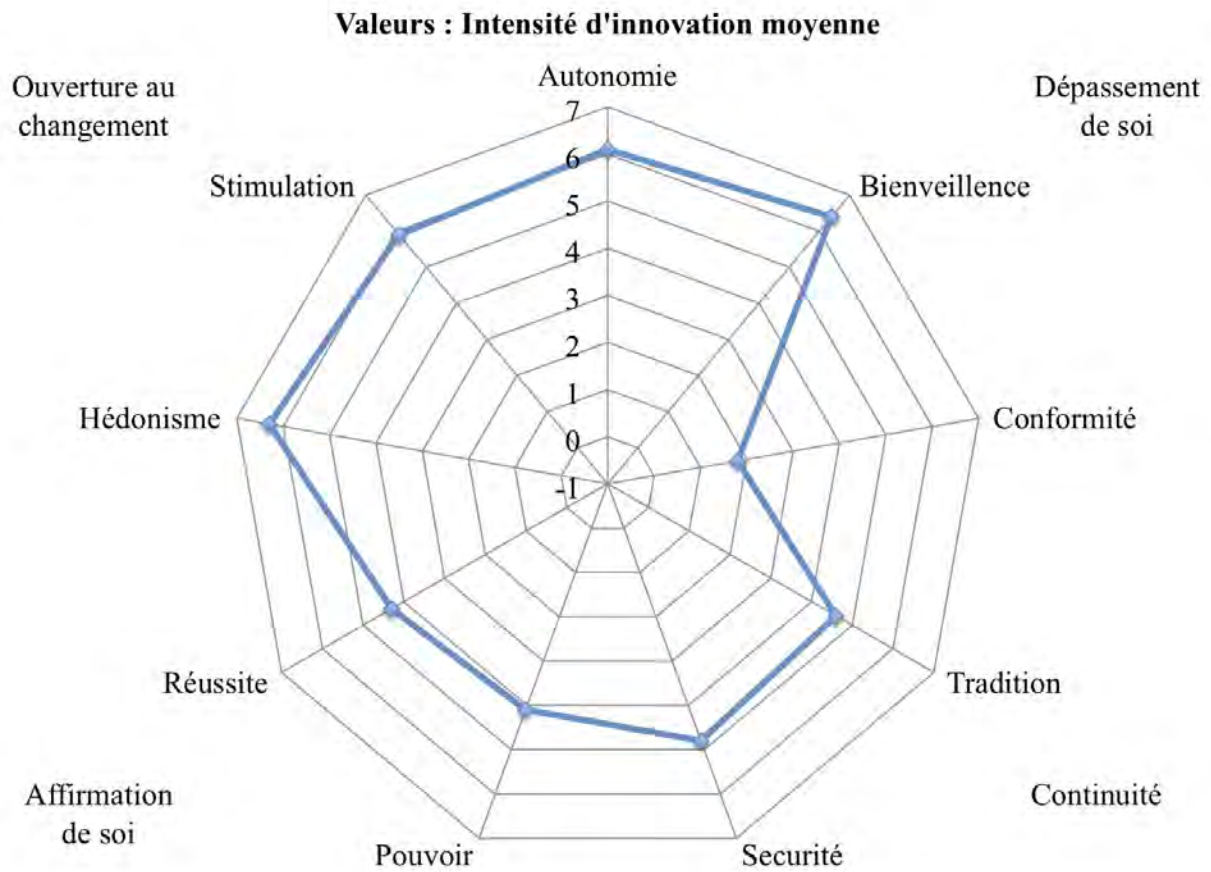 Valeurs : Intensité d'innovation moyenne
Ouverture au
changement
Autonomie
Dépassement
de soi
Stimulation
Bienveillence
Hédonisme
Conformité
7
6
5
4
3
2
1
0
-1
Réussite
Tradition
Affirmation
de soi
Continuité
Pouvoir
Securité